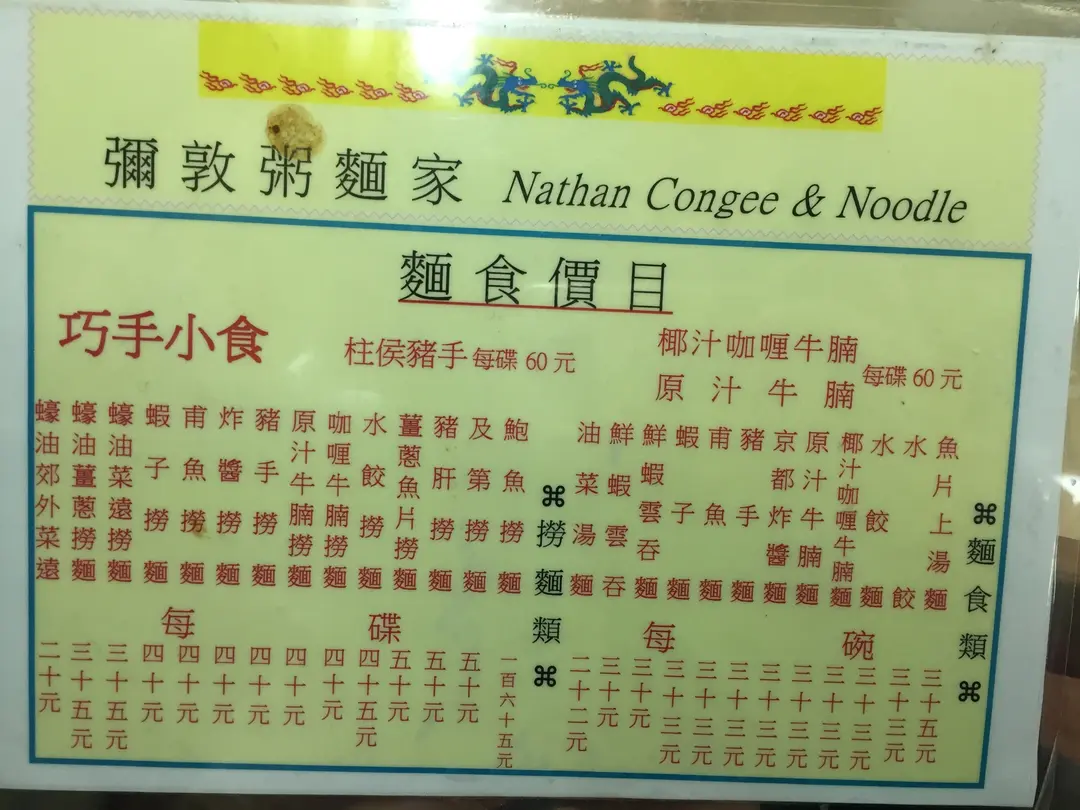 彌敦粥麵家 Nathan Congee & Noodle
麵食價目
巧手小食
柱侯豬手 每碟 60 元
椰汁咖喱牛腩
原汁牛腩
每碟 60 元
⌘麵食類⌘
魚片上湯麵
水餃
水餃麵
椰汁咖喱牛腩麵
原汁牛腩麵
京都炸醬麵
豬手麵
甫魚麵
蝦子麵
鮮蝦雲吞麵
鮮蝦雲吞
油菜湯麵
每碗
三十五元
三十三元
三十三元
三十三元
三十三元
三十三元
三十三元
三十三元
三十三元
三十元
三十元
二十二元
⌘撈麵類⌘
鮑魚撈麵
及第撈麵
豬肝撈麵
薑蔥魚片撈麵
水餃撈麵
咖喱牛腩撈麵
原汁牛腩撈麵
豬手撈麵
炸醬撈麵
甫魚撈麵
蝦子撈麵
蠔油菜遠撈麵
蠔油薑蔥撈麵
蠔油郊外菜遠
每碟
一百六十五元
五十元
五十元
五十元
四十五元
四十元
四十元
四十元
四十元
四十元
四十元
三十五元
三十五元
二十元